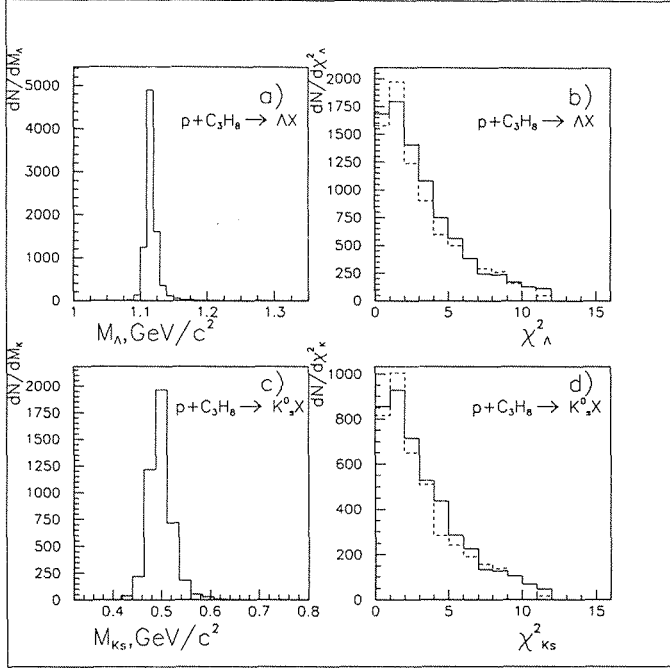 dN/dM_Λ
a)
p+C₃H₈ → ΛX
5000
4000
3000
2000
1000
0
1 1.1 1.2 1.3
M_Λ,GeV/c²
dN/dχ²_Λ
b)
p+C₃H₈ → ΛX
2000
1750
1500
1250
1000
750
500
250
0
0 5 10 15
χ²_Λ
dN/dM_K
c)
p+C₃H₈ → K⁰ₛX
2000
1750
1500
1250
1000
750
500
250
0
0.4 0.5 0.6 0.7 0.8
M_Ks,GeV/c²
dN/dχ²_K
d)
p+C₃H₈ → K⁰ₛX
1000
800
600
400
200
0
0 5 10 15
χ²_Ks